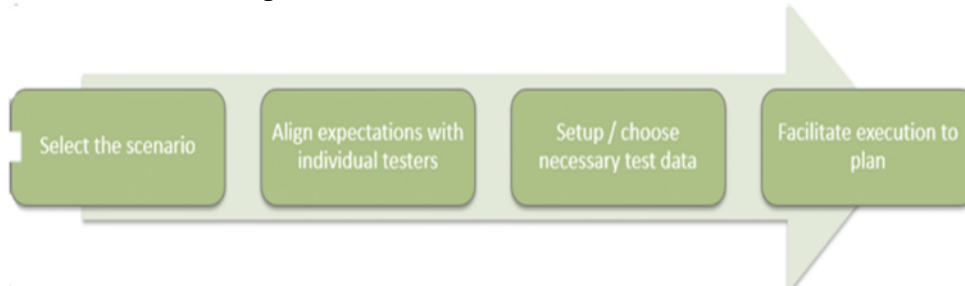 Select the scenario
Align expectations with
individual testers
Setup / choose
necessary test data
Facilitate execution to
plan